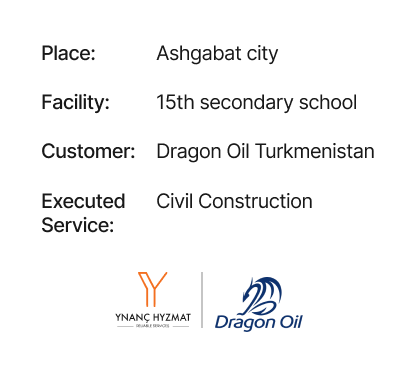 Place: Ashgabat city
Facility: 15th secondary school
Customer: Dragon Oil Turkmenistan
Executed Civil Construction
Service:
YNANÇ HYZMAT Dragon Oil
RELIABLE SERVICES